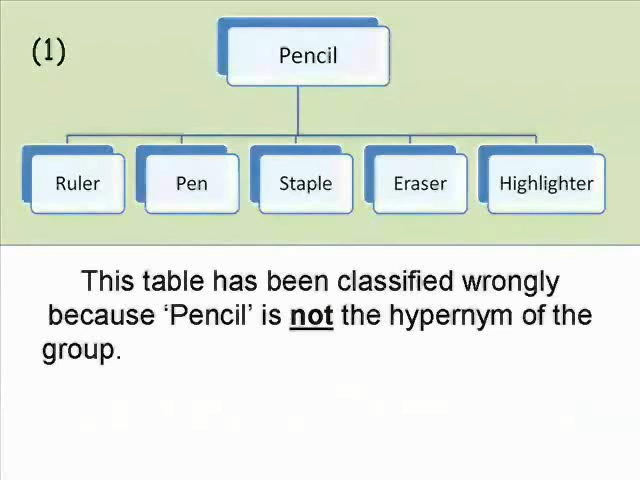 (1)
Pencil
Ruler
Pen
Staple
Eraser
Highlighter
This table has been classified wrongly
because ‘Pencil’ is not the hypernym of the
group.